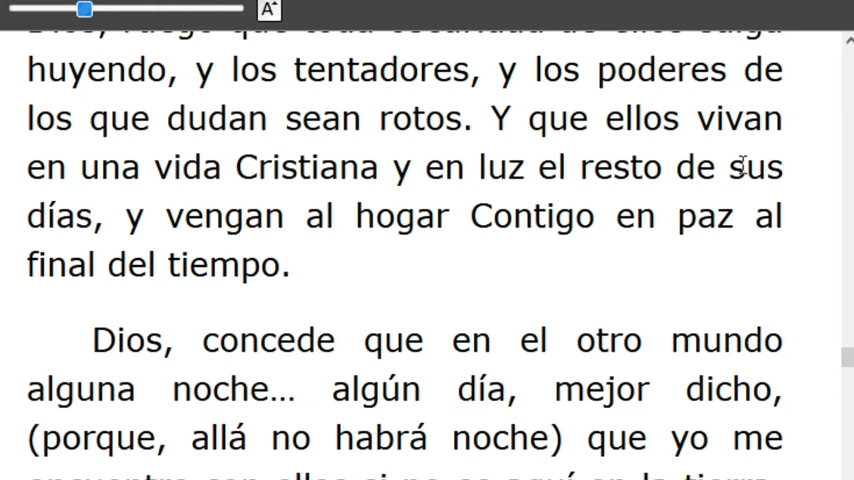 A
huyendo, y los tentadores, y los poderes de
los que dudan sean rotos. Y que ellos vivan
en una vida Cristiana y en luz el resto de sus
días, y vengan al hogar Contigo en paz al
final del tiempo.
Dios, concede que en el otro mundo
alguna noche... algún día, mejor dicho,
(porque, allá no habrá noche) que yo me